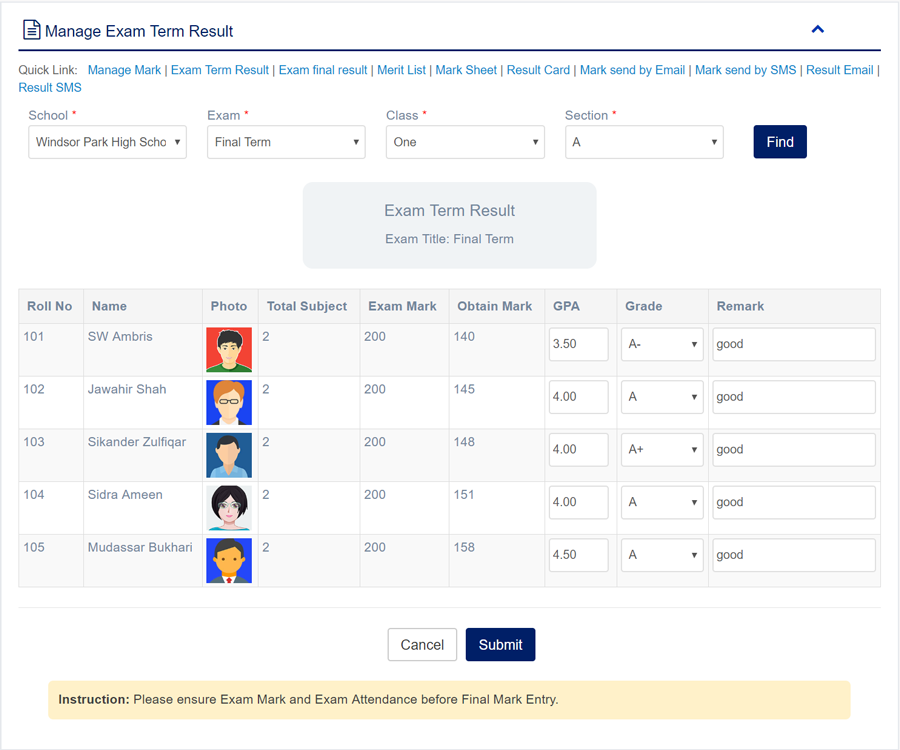 Manage Exam Term Result
Quick Link: Manage Mark | Exam Term Result | Exam final result | Merit List | Mark Sheet | Result Card | Mark send by Email | Mark send by SMS | Result Email |
Result SMS
School * Exam * Class * Section *
Windsor Park High Scho Final Term One A Find
Exam Term Result
Exam Title: Final Term
Roll No Name Photo Total Subject Exam Mark Obtain Mark GPA Grade Remark
101 SW Ambris 2 200 140 3.50 A- good
102 Jawahir Shah 2 200 145 4.00 A good
103 Sikander Zulfiqar 2 200 148 4.00 A+ good
104 Sidra Ameen 2 200 151 4.00 A good
105 Mudassar Bukhari 2 200 158 4.50 A good
Cancel Submit
Instruction: Please ensure Exam Mark and Exam Attendance before Final Mark Entry.